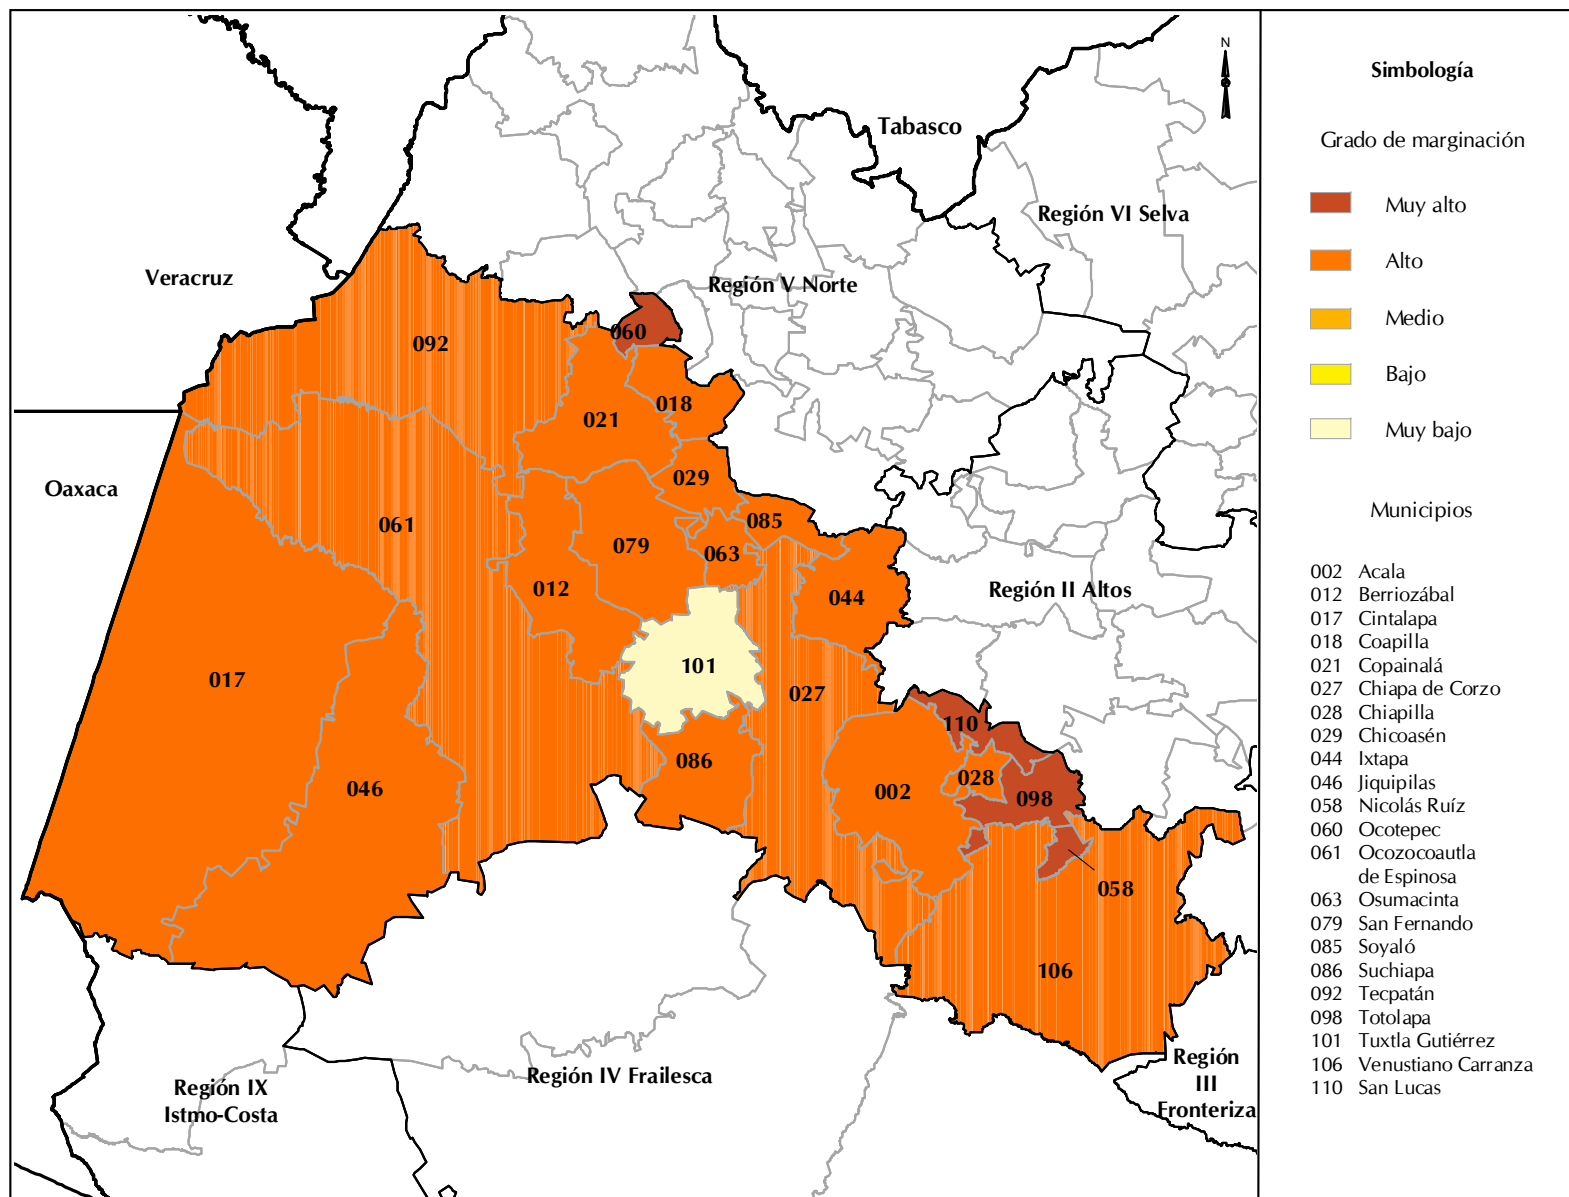 N
Tabasco
Región VI Selva
Veracruz
Región V Norte
060
092
018
021
029
Oaxaca
085
061
079
063
Región II Altos
012
044
101
017
027
110
086
028
046
002
098
058
106
Región
III
Fronteriza
Región IV Frailesca
Región IX
Istmo-Costa
Simbología
Grado de marginación
Muy alto
Alto
Medio
Bajo
Muy bajo
Municipios
002 Acala
012 Berriozábal
017 Cintalapa
018 Coapilla
021 Copainalá
027 Chiapa de Corzo
028 Chiapilla
029 Chicoasén
044 Ixtapa
046 Jiquipilas
058 Nicolás Ruíz
060 Ocotepec
061 Ocozocoautla
de Espinosa
063 Osumacinta
079 San Fernando
085 Soyaló
086 Suchiapa
092 Tecpatán
098 Totolapa
101 Tuxtla Gutiérrez
106 Venustiano Carranza
110 San Lucas